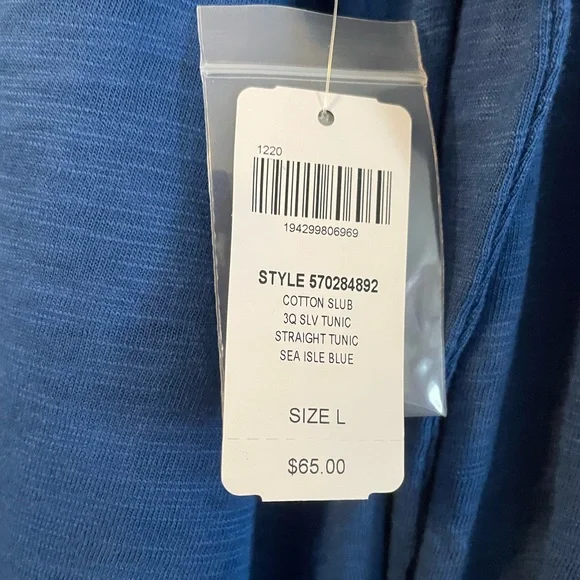 1220
194299806969
STYLE 570284892
COTTON SLUB
3Q SLV TUNIC
STRAIGHT TUNIC
SEA ISLE BLUE
SIZE L
$65.00